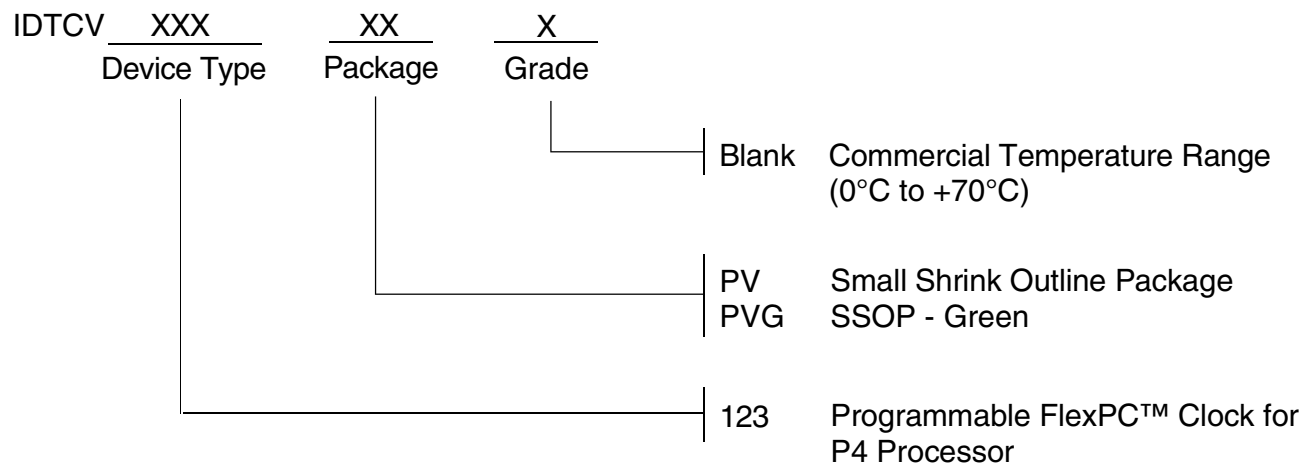 IDTCV XXX XX X
Device Type Package Grade
Blank Commercial Temperature Range
(0°C to +70°C)
PV Small Shrink Outline Package
PVG SSOP - Green
123 Programmable FlexPC™ Clock for
P4 Processor